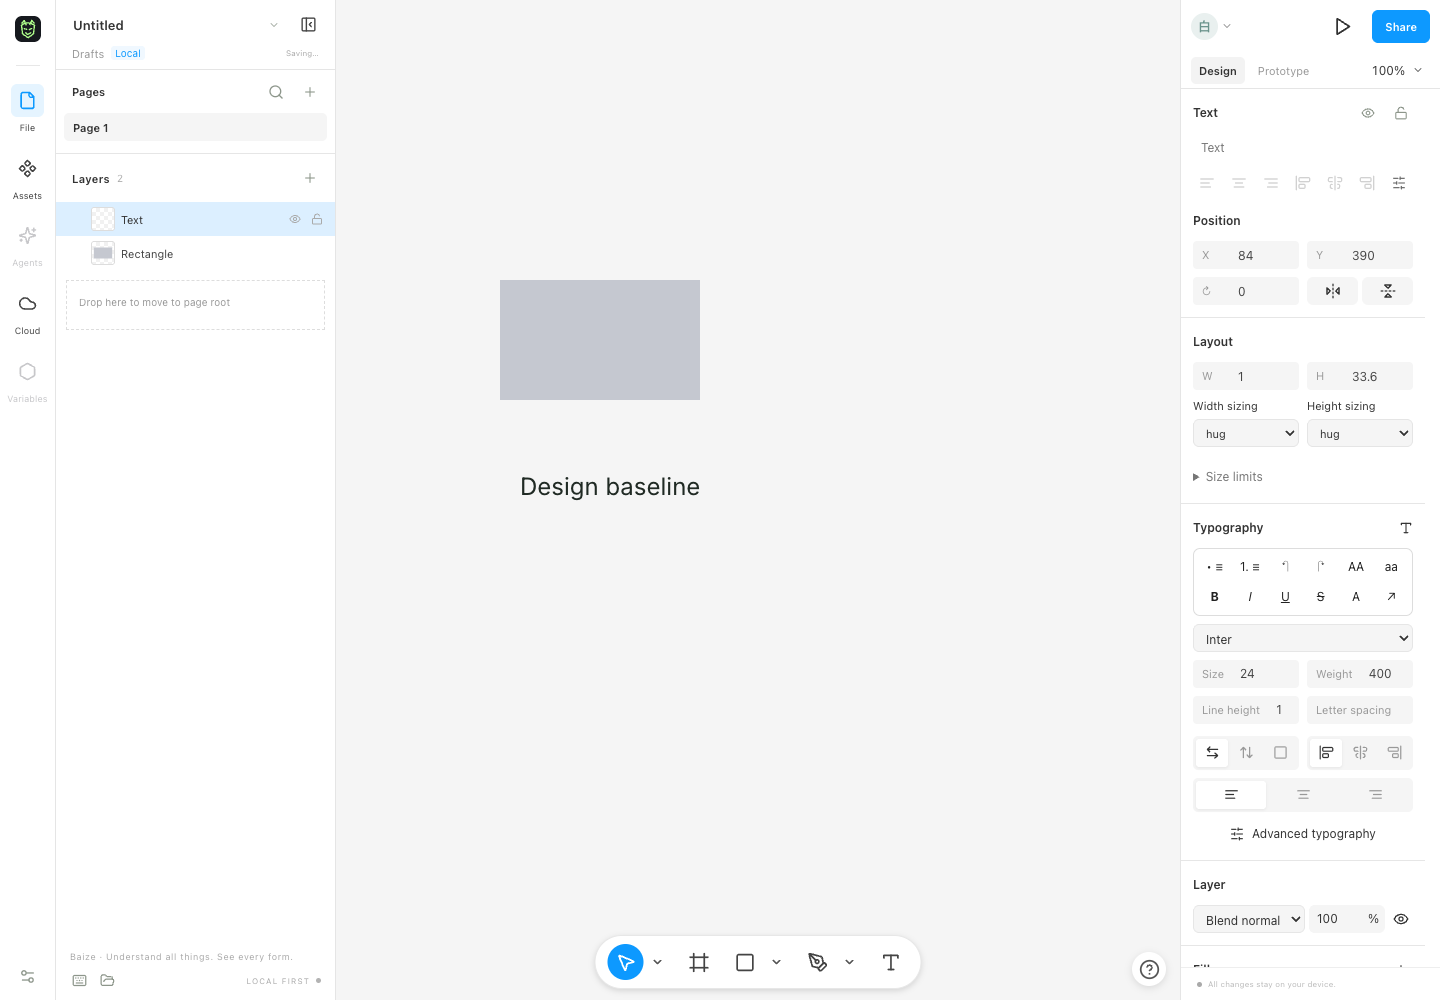 Untitled
Drafts
Local
Saving...
File
Assets
Agents
Cloud
Variables
Pages
Page 1
Layers 2
Text
Rectangle
Drop here to move to page root
Baize · Understand all things. See every form.
LOCAL FIRST
Design baseline
白
Share
Design
Prototype
100%
Text
Text
Position
X 84
Y 390
0
Layout
W 1
H 33.6
Width sizing
Height sizing
hug
hug
Size limits
Typography
1.
AA
aa
B
I
U
S
A
Inter
Size 24
Weight 400
Line height 1
Letter spacing
Advanced typography
Layer
Blend normal
100 %
All changes stay on your device.